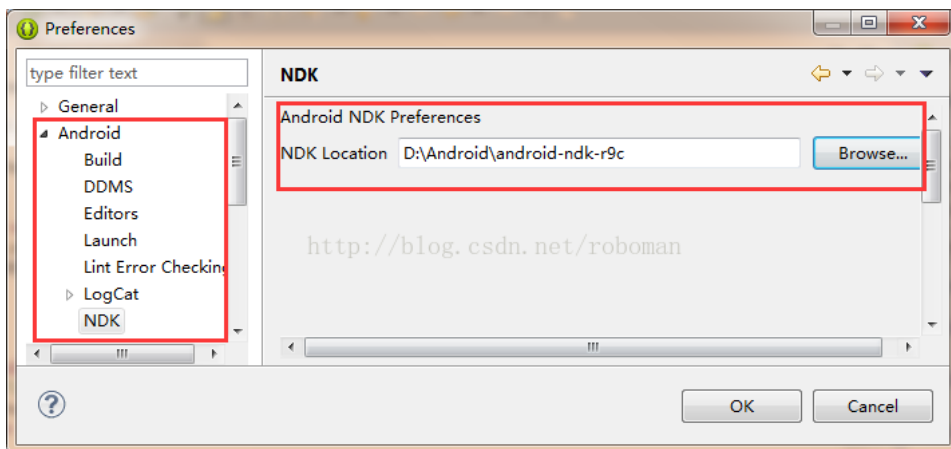 Preferences
type filter text
General
Android
Build
DDMS
Editors
Launch
Lint Error Checking
LogCat
NDK
NDK
Android NDK Preferences
NDK Location D:\Android\android-ndk-r9c Browse...
http://blog.csdn.net/roboman
OK Cancel